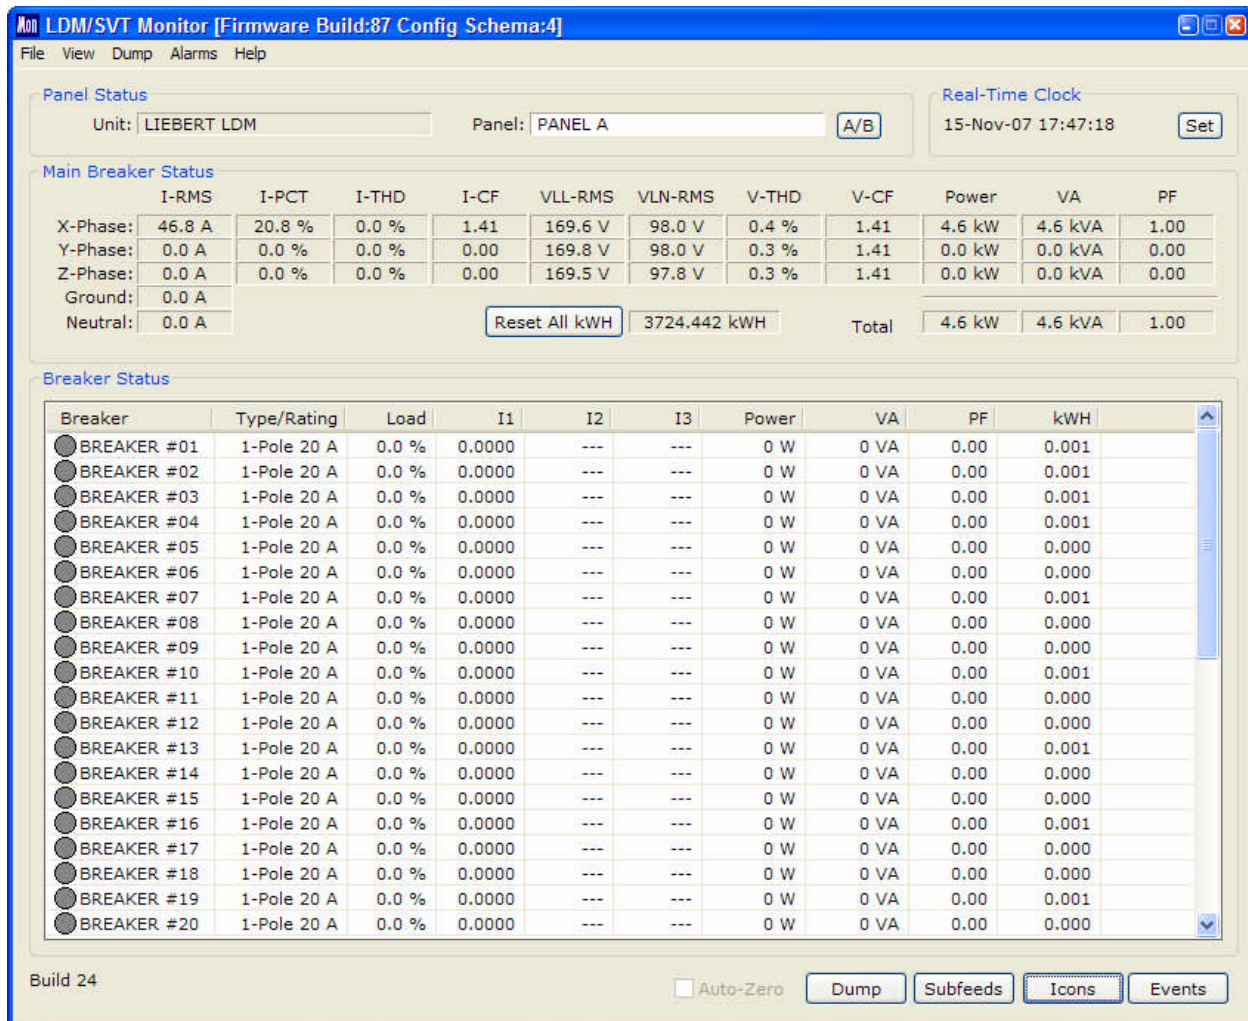 Mon LDM/SVT Monitor [Firmware Build:87 Config Schema:4]
File View Dump Alarms Help
Panel Status
Unit: LIEBERT LDM Panel: PANEL A A/B
Real-Time Clock
15-Nov-07 17:47:18 Set
Main Breaker Status
I-RMS I-PCT I-THD I-CF VLL-RMS VLN-RMS V-THD V-CF Power VA PF
X-Phase: 46.8 A 20.8 % 0.0 % 1.41 169.6 V 98.0 V 0.4 % 1.41 4.6 kW 4.6 kVA 1.00
Y-Phase: 0.0 A 0.0 % 0.0 % 0.00 169.8 V 98.0 V 0.3 % 1.41 0.0 kW 0.0 kVA 0.00
Z-Phase: 0.0 A 0.0 % 0.0 % 0.00 169.5 V 97.8 V 0.3 % 1.41 0.0 kW 0.0 kVA 0.00
Ground: 0.0 A
Neutral: 0.0 A Reset All kWH 3724.442 kWH Total 4.6 kW 4.6 kVA 1.00
Breaker Status
Breaker Type/Rating Load I1 I2 I3 Power VA PF kWH
BREAKER #01 1-Pole 20 A 0.0 % 0.0000 --- --- 0 W 0 VA 0.00 0.001
BREAKER #02 1-Pole 20 A 0.0 % 0.0000 --- --- 0 W 0 VA 0.00 0.001
BREAKER #03 1-Pole 20 A 0.0 % 0.0000 --- --- 0 W 0 VA 0.00 0.001
BREAKER #04 1-Pole 20 A 0.0 % 0.0000 --- --- 0 W 0 VA 0.00 0.001
BREAKER #05 1-Pole 20 A 0.0 % 0.0000 --- --- 0 W 0 VA 0.00 0.000
BREAKER #06 1-Pole 20 A 0.0 % 0.0000 --- --- 0 W 0 VA 0.00 0.000
BREAKER #07 1-Pole 20 A 0.0 % 0.0000 --- --- 0 W 0 VA 0.00 0.001
BREAKER #08 1-Pole 20 A 0.0 % 0.0000 --- --- 0 W 0 VA 0.00 0.000
BREAKER #09 1-Pole 20 A 0.0 % 0.0000 --- --- 0 W 0 VA 0.00 0.000
BREAKER #10 1-Pole 20 A 0.0 % 0.0000 --- --- 0 W 0 VA 0.00 0.001
BREAKER #11 1-Pole 20 A 0.0 % 0.0000 --- --- 0 W 0 VA 0.00 0.000
BREAKER #12 1-Pole 20 A 0.0 % 0.0000 --- --- 0 W 0 VA 0.00 0.000
BREAKER #13 1-Pole 20 A 0.0 % 0.0000 --- --- 0 W 0 VA 0.00 0.001
BREAKER #14 1-Pole 20 A 0.0 % 0.0000 --- --- 0 W 0 VA 0.00 0.000
BREAKER #15 1-Pole 20 A 0.0 % 0.0000 --- --- 0 W 0 VA 0.00 0.000
BREAKER #16 1-Pole 20 A 0.0 % 0.0000 --- --- 0 W 0 VA 0.00 0.001
BREAKER #17 1-Pole 20 A 0.0 % 0.0000 --- --- 0 W 0 VA 0.00 0.000
BREAKER #18 1-Pole 20 A 0.0 % 0.0000 --- --- 0 W 0 VA 0.00 0.000
BREAKER #19 1-Pole 20 A 0.0 % 0.0000 --- --- 0 W 0 VA 0.00 0.001
BREAKER #20 1-Pole 20 A 0.0 % 0.0000 --- --- 0 W 0 VA 0.00 0.000
Build 24 Auto-Zero Dump Subfeeds Icons Events